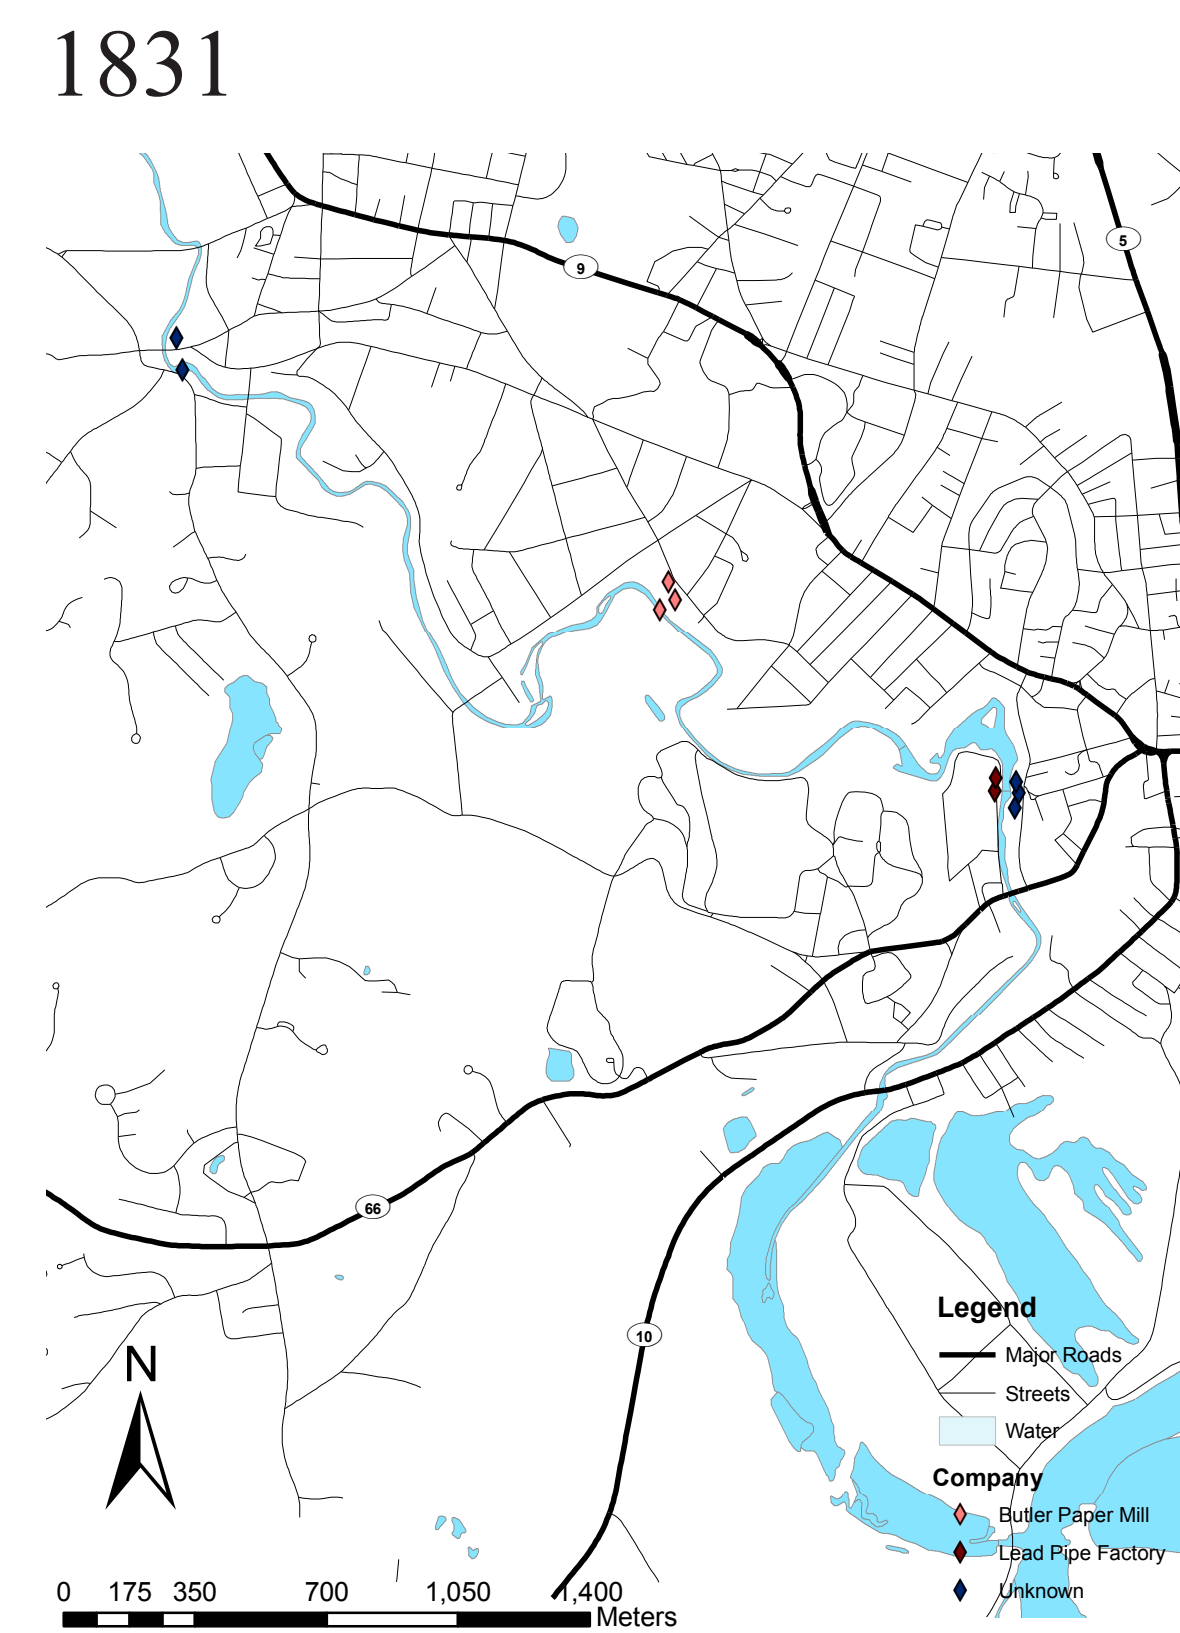 1831
5
9
66
10
N
Legend
Major Roads
Streets
Water
Company
Butler Paper Mill
Lead Pipe Factory
Unknown
0 175 350 700 1,050 1,400
Meters